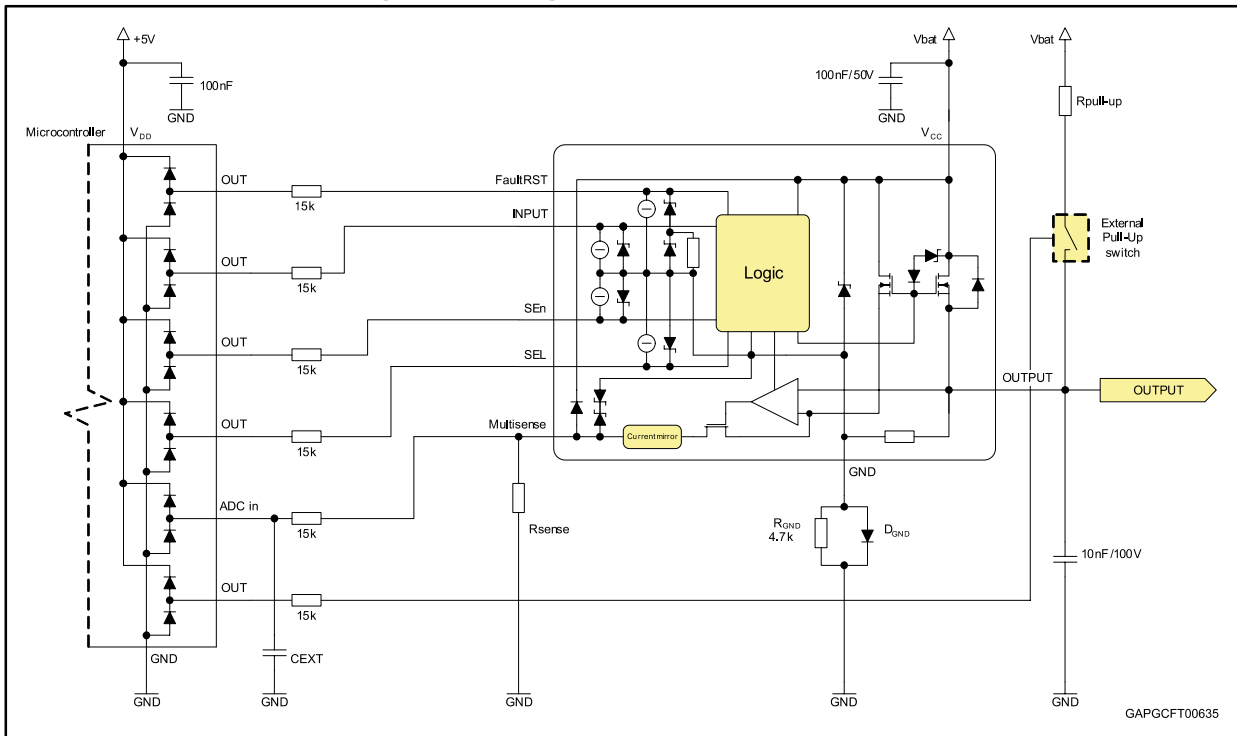 +5V
Vbat
Vbat
100nF
100nF/50V
GND
GND
Rpull-up
Microcontroller
VDD
VCC
OUT
FaultRST
15k
INPUT
External
Pull-Up
switch
OUT
15k
Logic
SEn
OUT
15k
SEL
OUTPUT
OUTPUT
OUT
15k
Multisense
Current mirror
GND
ADC in
15k
Rsense
RGND
4.7k
DGND
10nF/100V
OUT
15k
GND
CEXT
GND
GND
GND
GND
GND
GAPGCFT00635